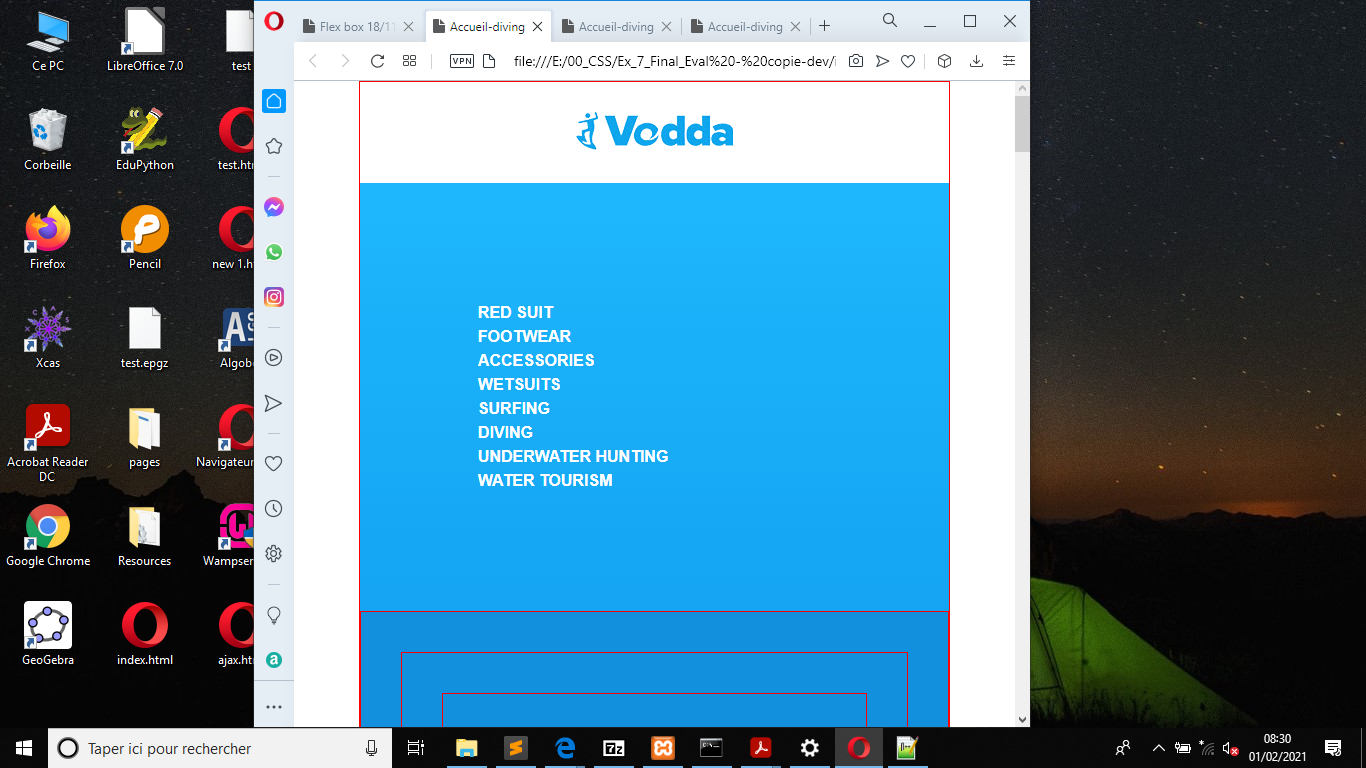 Ce PC
LibreOffice 7.0
test
Corbeille
EduPython
test.htm
Firefox
Pencil
new 1.h
Xcas
test.epgz
Algob
Acrobat Reader
DC
pages
Navigateur
Google Chrome
Resources
Wampser
GeoGebra
index.html
ajax.ht
Flex box 18/11
Accueil-diving
Accueil-diving
Accueil-diving
VPN
file:///E:/00_CSS/Ex_7_Final_Eval%20-%20copie-dev/i
Vodda
RED SUIT
FOOTWEAR
ACCESSORIES
WETSUITS
SURFING
DIVING
UNDERWATER HUNTING
WATER TOURISM
a
Taper ici pour rechercher
7z
08:30
01/02/2021